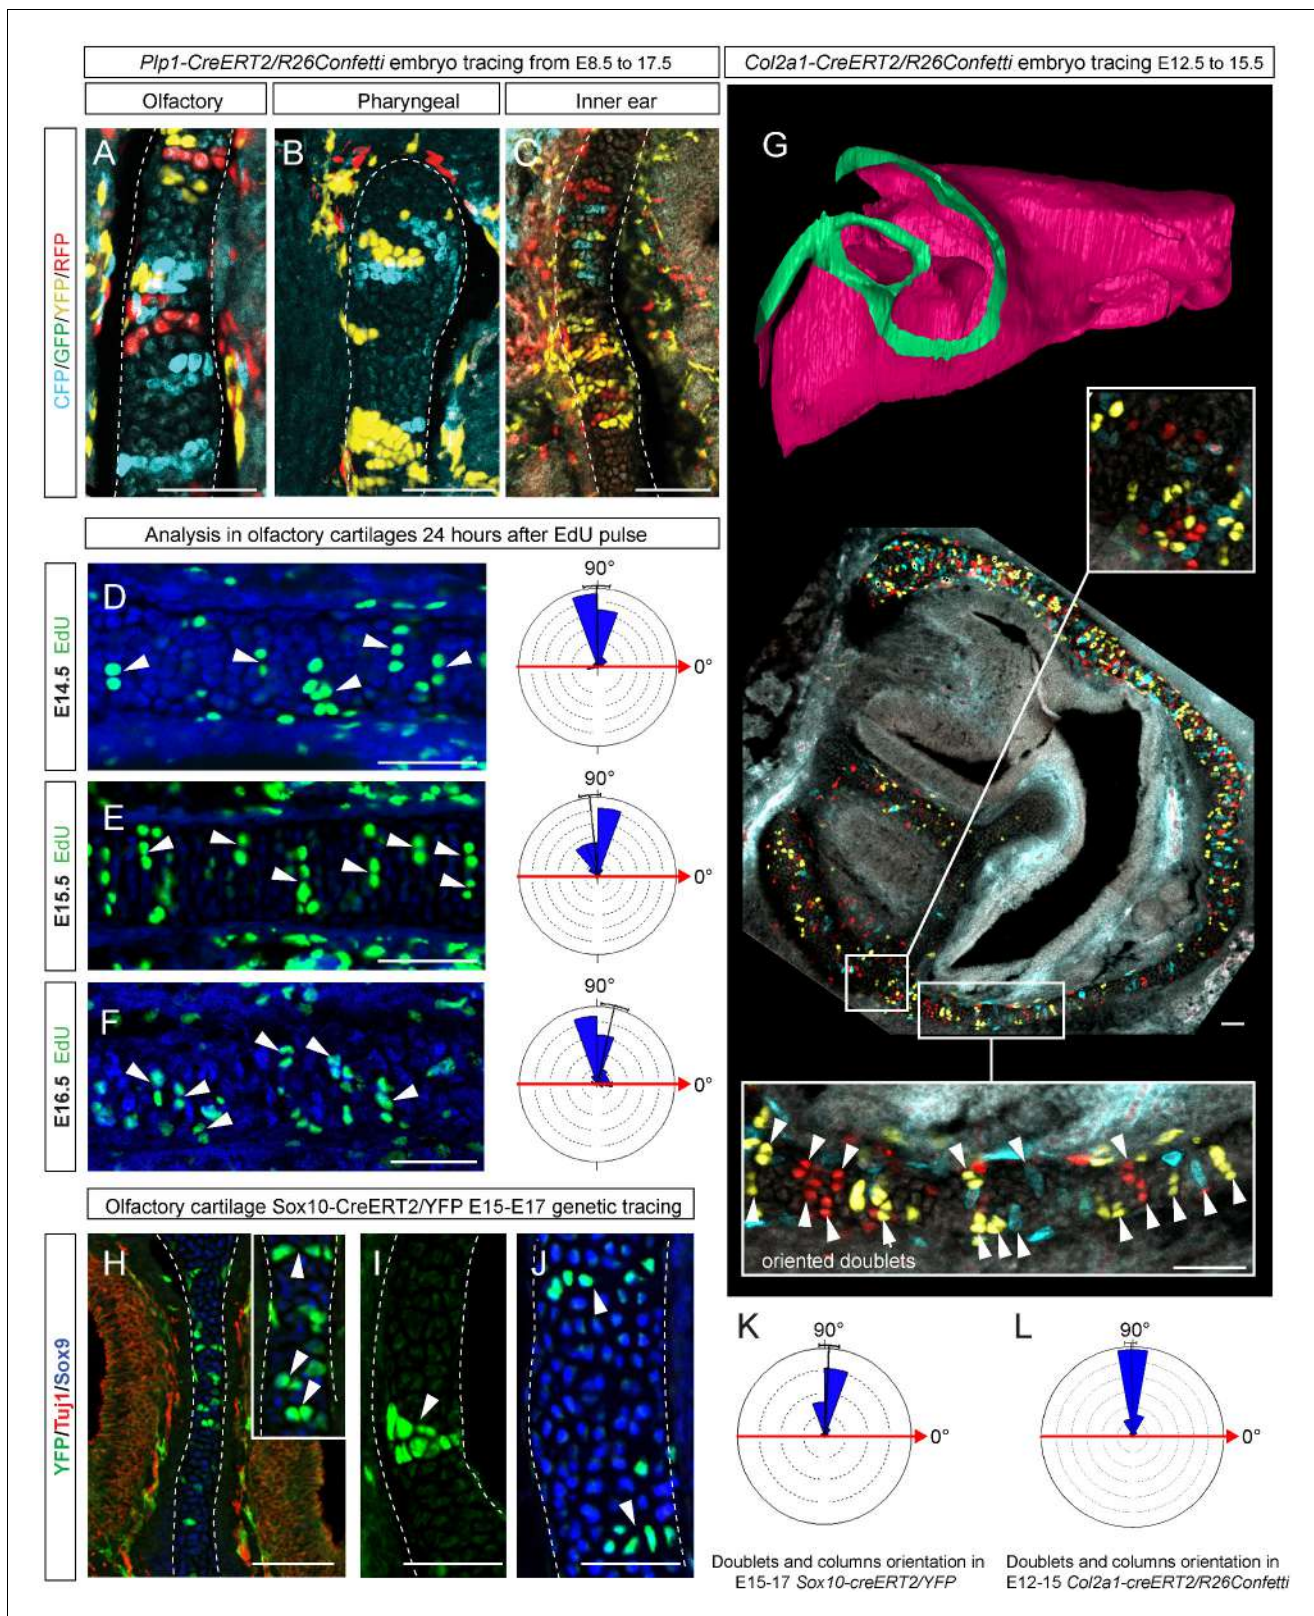 Plp1-CreERT2/R26Confetti embryo tracing from E8.5 to 17.5
Col2a1-CreERT2/R26Confetti embryo tracing E12.5 to 15.5
Olfactory
Pharyngeal
Inner ear
CFP/GFP/YFP/RFP
A
B
C
G
Analysis in olfactory cartilages 24 hours after EdU pulse
E14.5 EdU
D
90°
0°
E15.5 EdU
E
90°
0°
E16.5 EdU
F
90°
0°
oriented doublets
Olfactory cartilage Sox10-CreERT2/YFP E15-E17 genetic tracing
YFP/Tuj1/Sox9
H
I
J
K
90°
0°
Doublets and columns orientation in
E15-17 Sox10-creERT2/YFP
L
90°
0°
Doublets and columns orientation in
E12-15 Col2a1-creERT2/R26Confetti